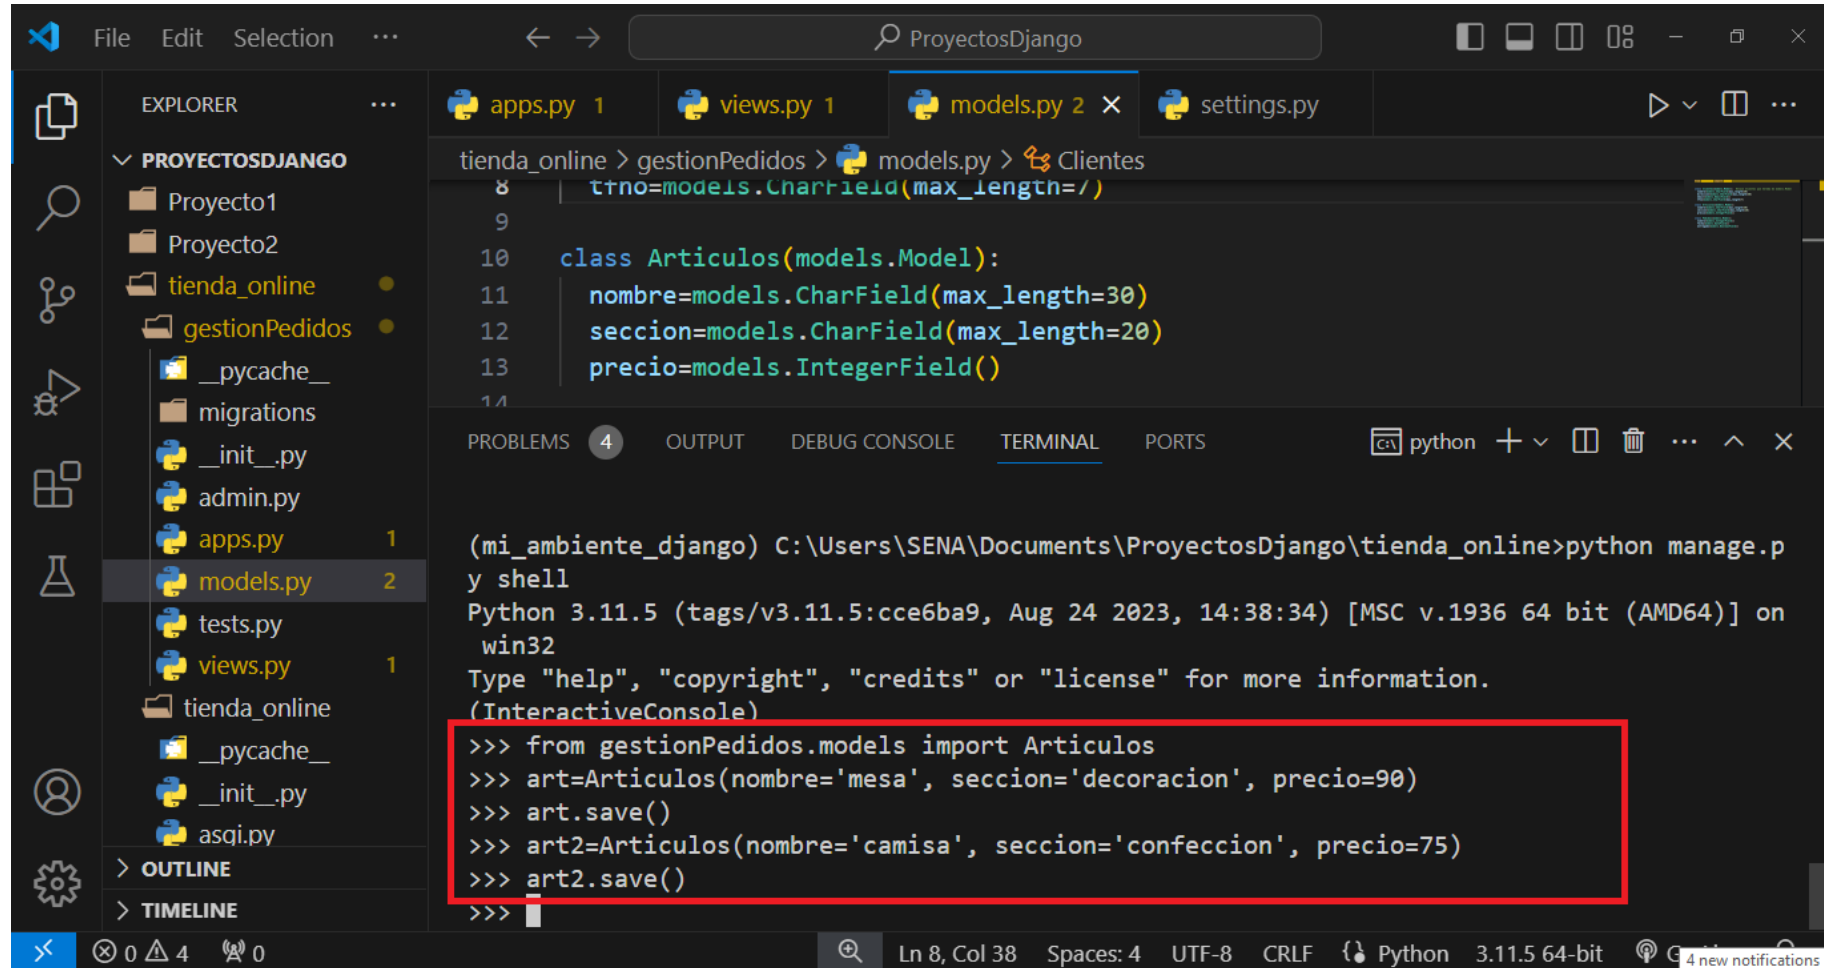 File Edit Selection ··· ProyectosDjango
EXPLORER ···
apps.py 1 views.py 1 models.py 2 settings.py
PROYECTOSDJANGO
tienda_online > gestionPedidos > models.py > Clientes
Proyecto1
Proyecto2
tienda_online
gestionPedidos
__pycache__
migrations
__init__.py
admin.py
apps.py 1
models.py 2
tests.py
views.py 1
tienda_online
__pycache__
__init__.py
asgi.py
OUTLINE
TIMELINE
8 tfno=models.CharField(max_length=7)
9
10 class Articulos(models.Model):
11 nombre=models.CharField(max_length=30)
12 seccion=models.CharField(max_length=20)
13 precio=models.IntegerField()
14
PROBLEMS 4 OUTPUT DEBUG CONSOLE TERMINAL PORTS python
(mi_ambiente_django) C:\Users\SENA\Documents\ProyectosDjango\tienda_online>python manage.p
y shell
Python 3.11.5 (tags/v3.11.5:cce6ba9, Aug 24 2023, 14:38:34) [MSC v.1936 64 bit (AMD64)] on
win32
Type "help", "copyright", "credits" or "license" for more information.
(InteractiveConsole)
>>> from gestionPedidos.models import Articulos
>>> art=Articulos(nombre='mesa', seccion='decoracion', precio=90)
>>> art.save()
>>> art2=Articulos(nombre='camisa', seccion='confeccion', precio=75)
>>> art2.save()
>>>
0 4 0 Ln 8, Col 38 Spaces: 4 UTF-8 CRLF Python 3.11.5 64-bit
4 new notifications